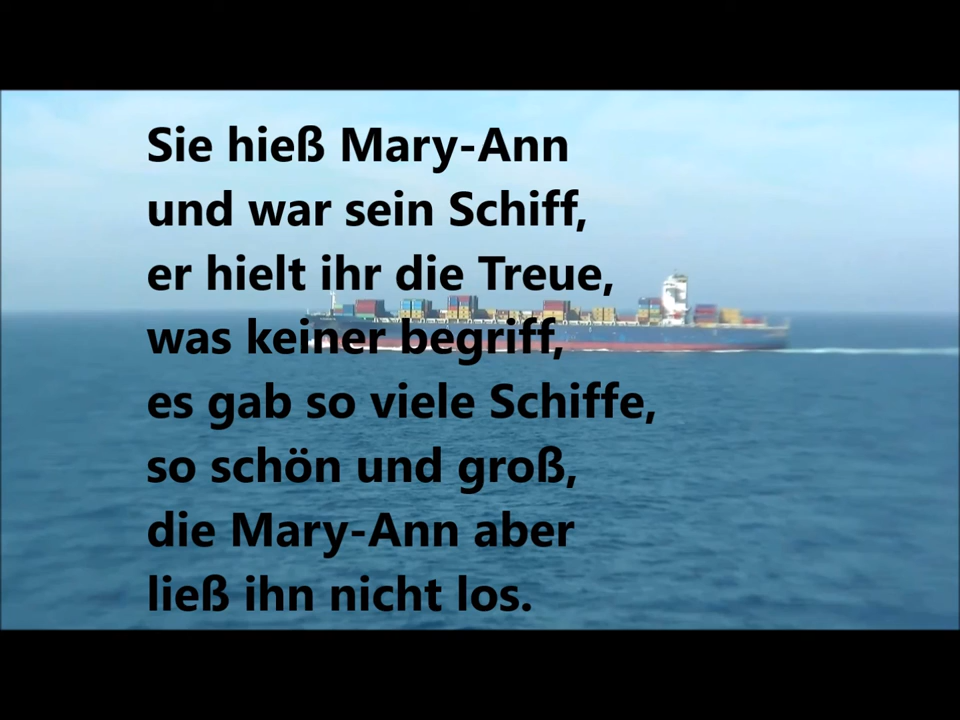 Sie hieß Mary-Ann
und war sein Schiff,
er hielt ihr die Treue,
was keiner begriff,
es gab so viele Schiffe,
so schön und groß,
die Mary-Ann aber
ließ ihn nicht los.